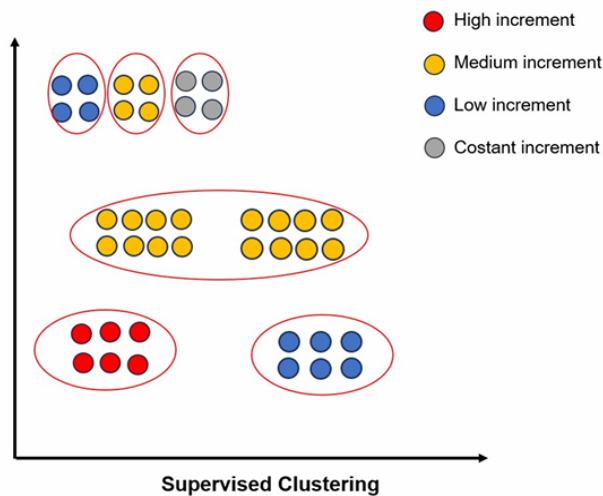 High increment
Medium increment
Low increment
Costant increment
Supervised Clustering